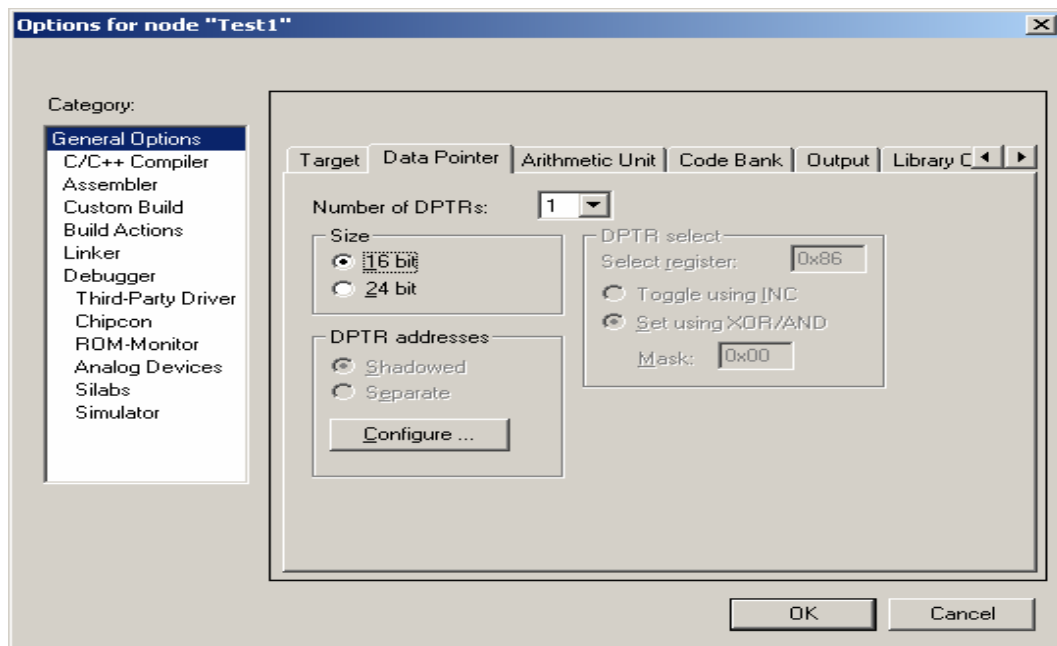 Options for node "Test1"
Category:
General Options
C/C++ Compiler
Assembler
Custom Build
Build Actions
Linker
Debugger
Third-Party Driver
Chipcon
ROM-Monitor
Analog Devices
Silabs
Simulator
Target
Data Pointer
Arithmetic Unit
Code Bank
Output
Library C
Number of DPTRs:
1
Size
16 bit
24 bit
DPTR addresses
Shadowed
Separate
Configure ...
DPTR select
Select register:
0x86
Toggle using INC
Set using XOR/AND
Mask:
0x00
OK
Cancel